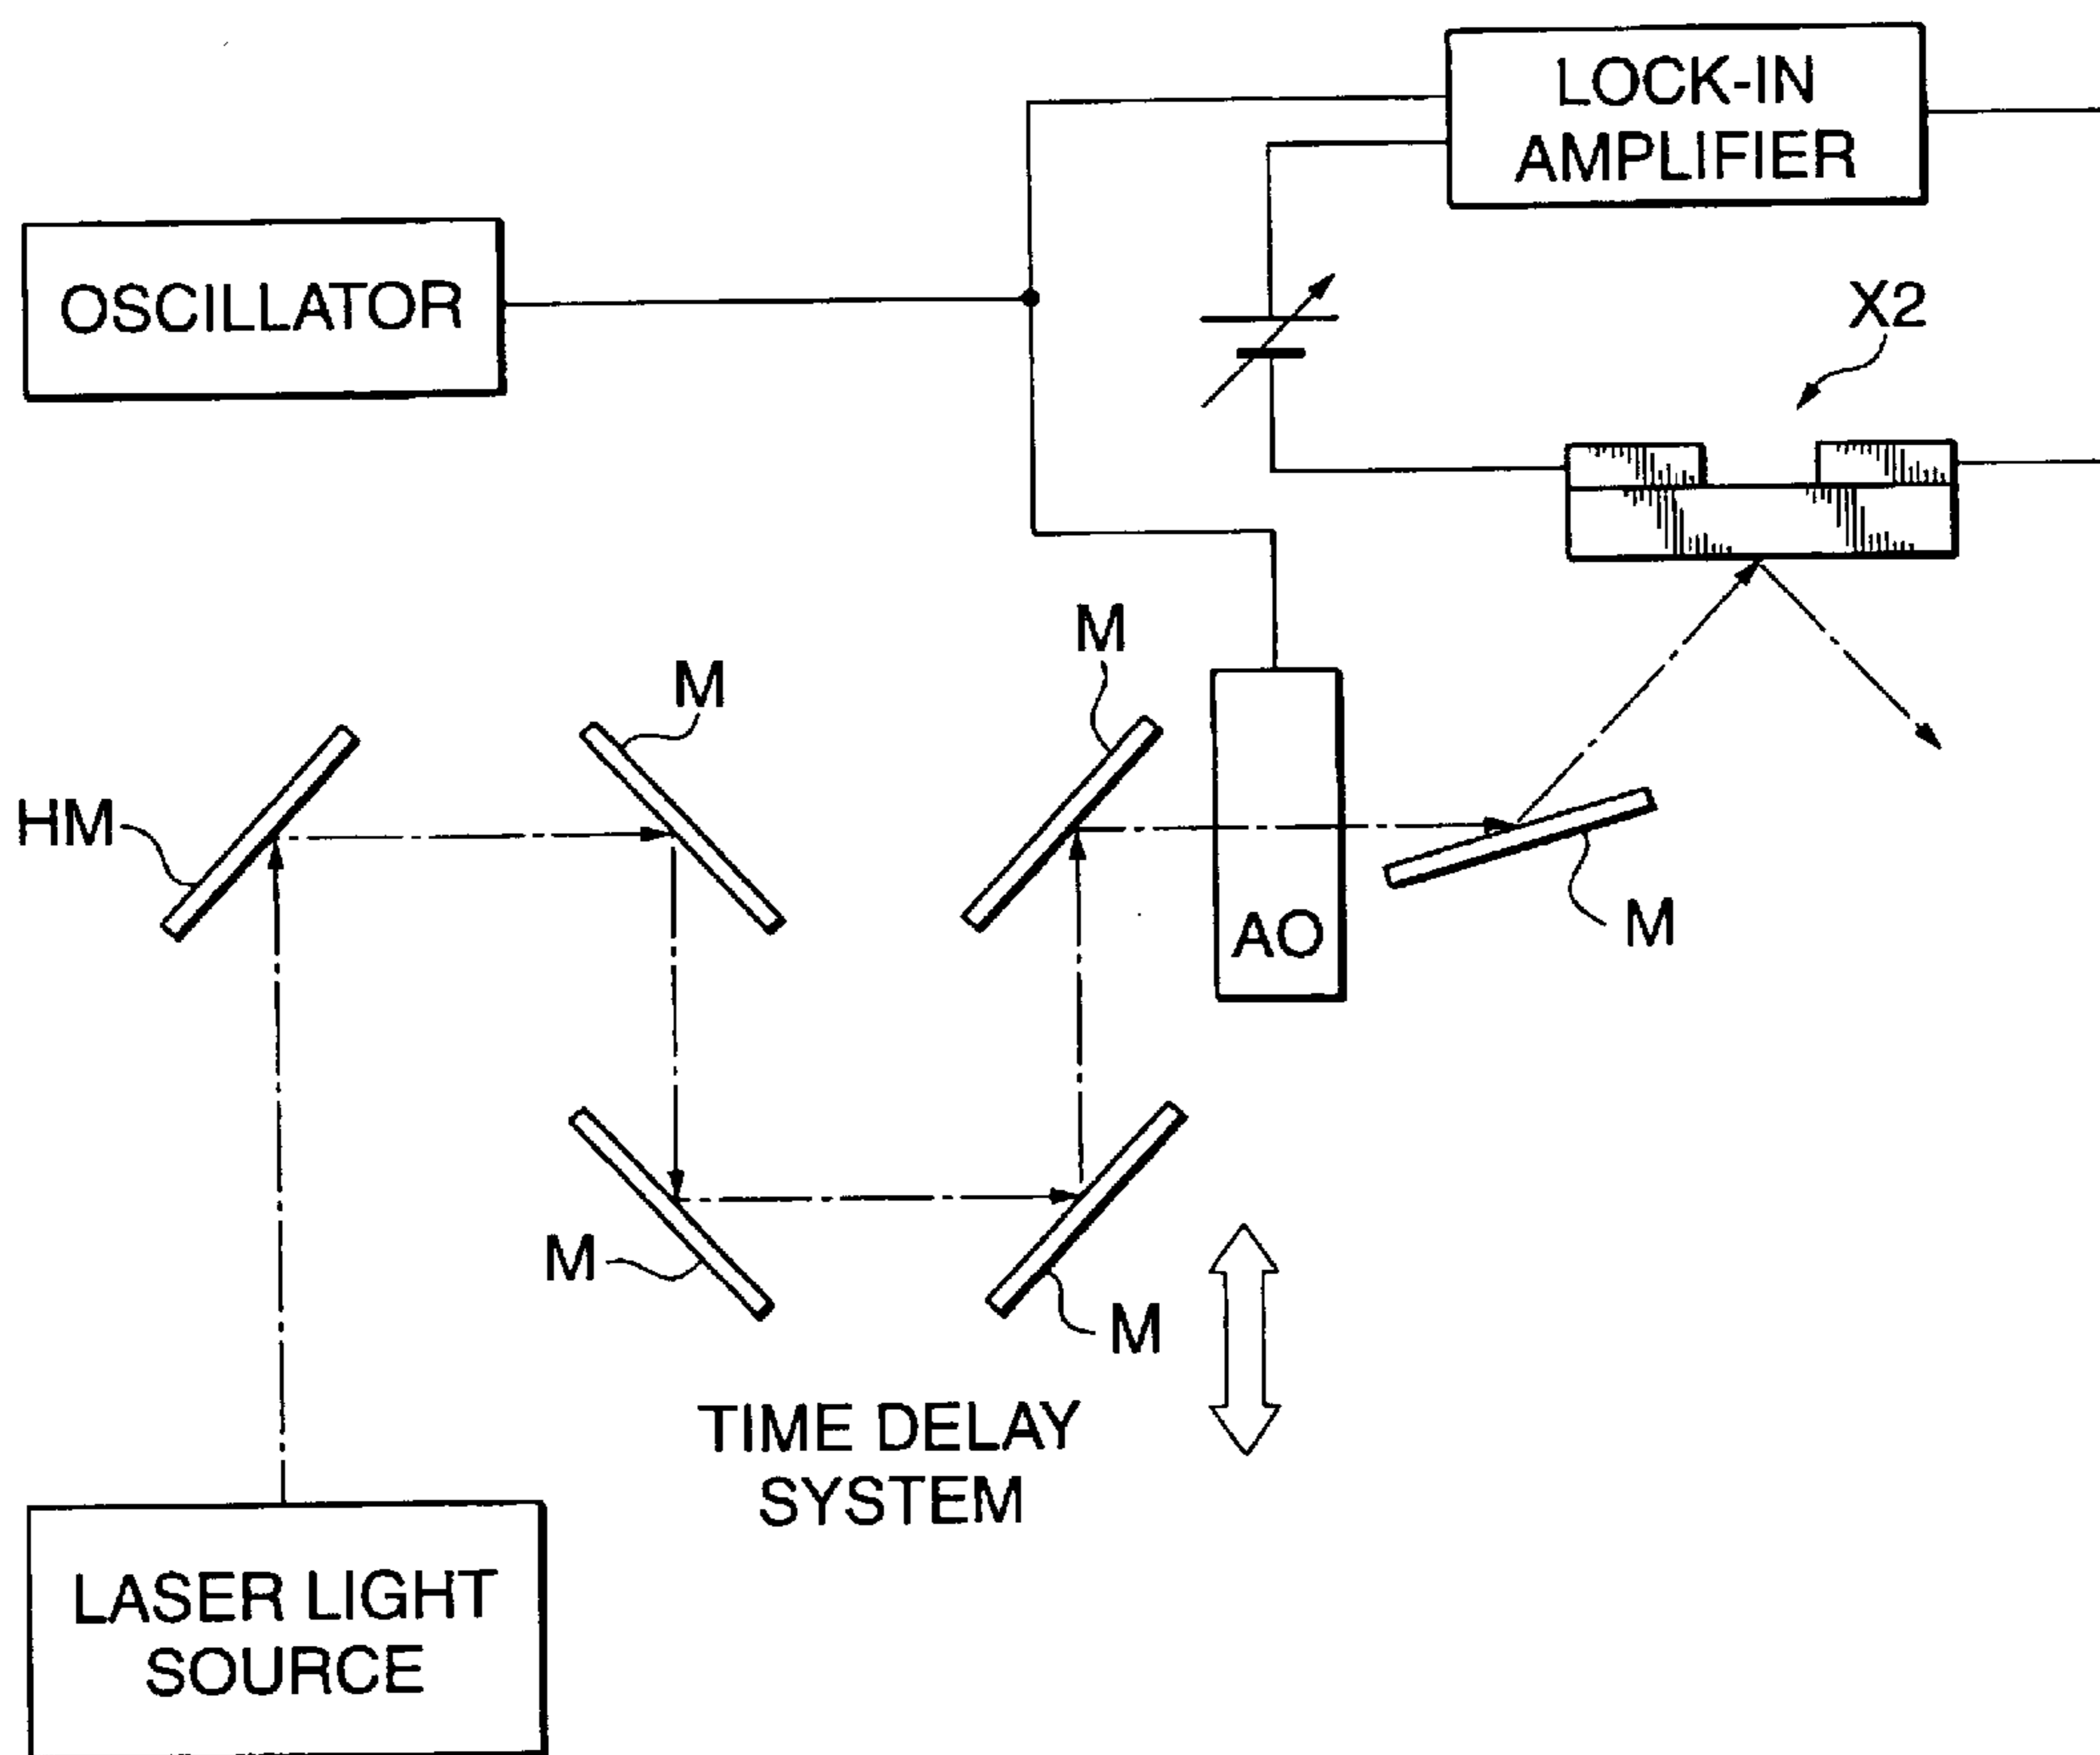 LOCK-IN
AMPLIFIER
OSCILLATOR
X2
M
M
HM
M
AO
M
M
TIME DELAY
SYSTEM
LASER LIGHT
SOURCE